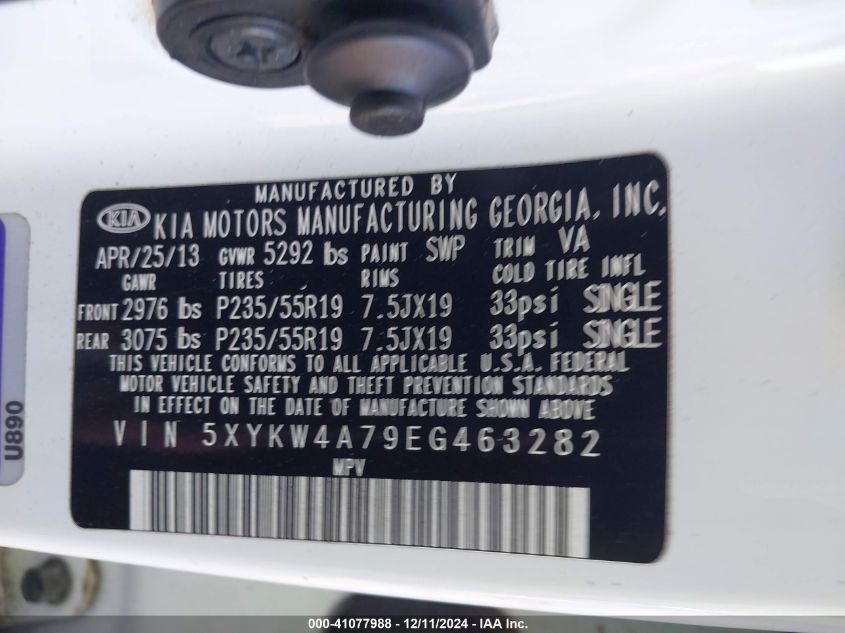 MANUFACTURED BY
KIA KIA MOTORS MANUFACTURING GEORGIA, INC.
APR/25/13 GVWR 5292 lbs PAINT SWP TRIM VA
GAWR TIRES RIMS COLD TIRE INFL
FRONT 2976 lbs P235/55R19 7.5JX19 33psi SINGLE
REAR 3075 lbs P235/55R19 7.5JX19 33psi SINGLE
THIS VEHICLE CONFORMS TO ALL APPLICABLE U.S.A. FEDERAL
MOTOR VEHICLE SAFETY AND THEFT PREVENTION STANDARDS
IN EFFECT ON THE DATE OF MANUFACTURE SHOWN ABOVE
VIN 5XYKW4A79EG463282
MPV
U890
000-41077988 - 12/11/2024 - IAA Inc.